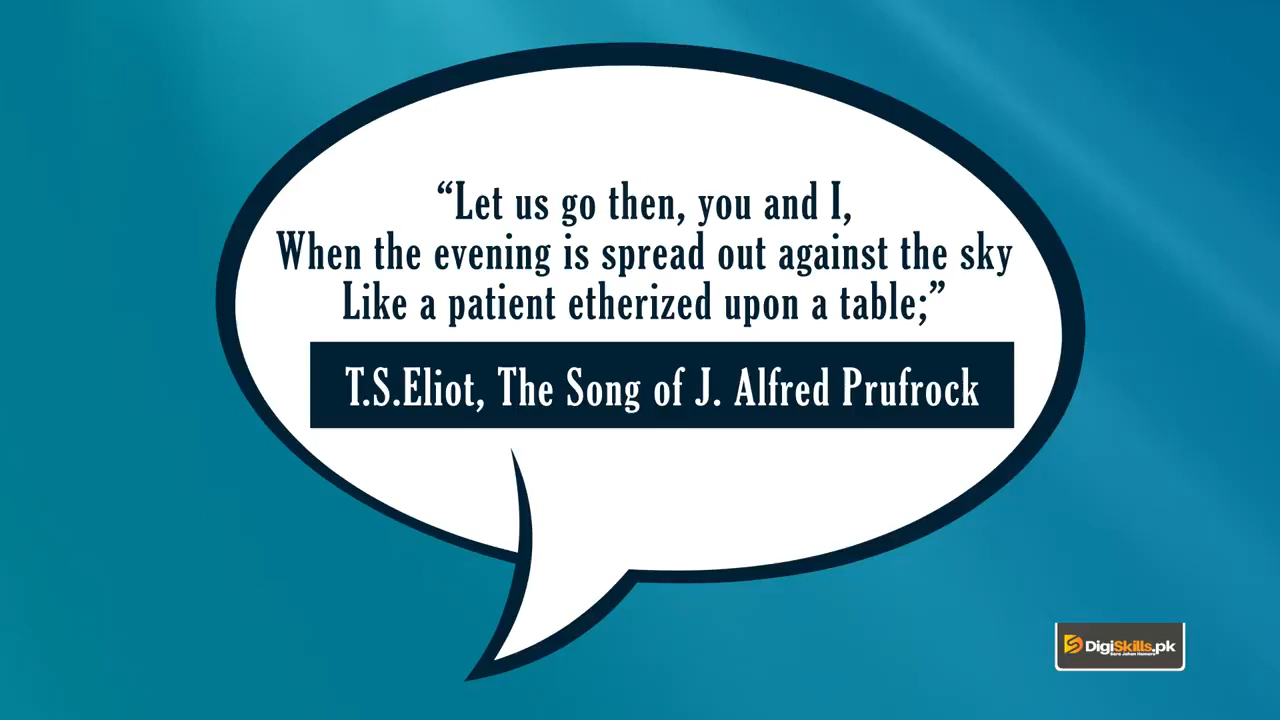 “Let us go then, you and I,
When the evening is spread out against the sky
Like a patient etherized upon a table;”
T.S.Eliot, The Song of J. Alfred Prufrock
DigiSkills.pk